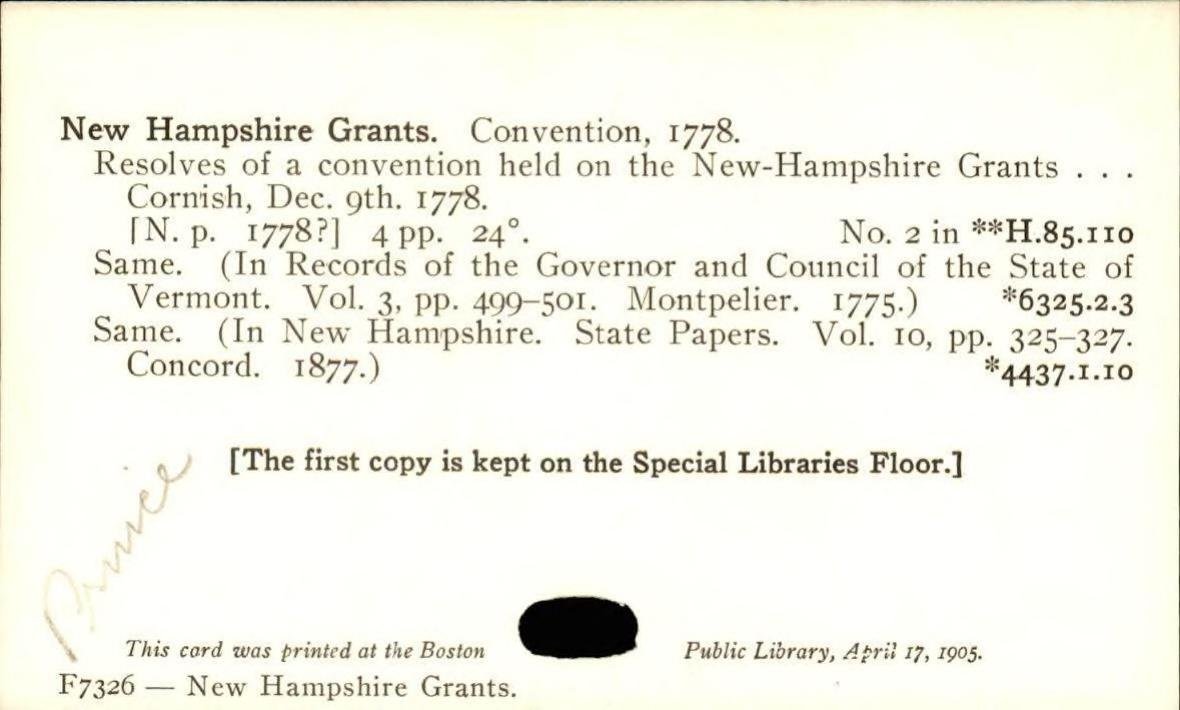 New Hampshire Grants. Convention, 1778.
Resolves of a convention held on the New-Hampshire Grants . . .
Cornish, Dec. 9th. 1778.
[N. p. 1778?] 4 pp. 24°. No. 2 in **H.85.110
Same. (In Records of the Governor and Council of the State of
Vermont. Vol. 3, pp. 499–501. Montpelier. 1775.) *6325.2.3
Same. (In New Hampshire. State Papers. Vol. 10, pp. 325–327.
Concord. 1877.) *4437.1.10
[The first copy is kept on the Special Libraries Floor.]
Prince
This card was printed at the Boston Public Library, April 17, 1905.
F7326 — New Hampshire Grants.